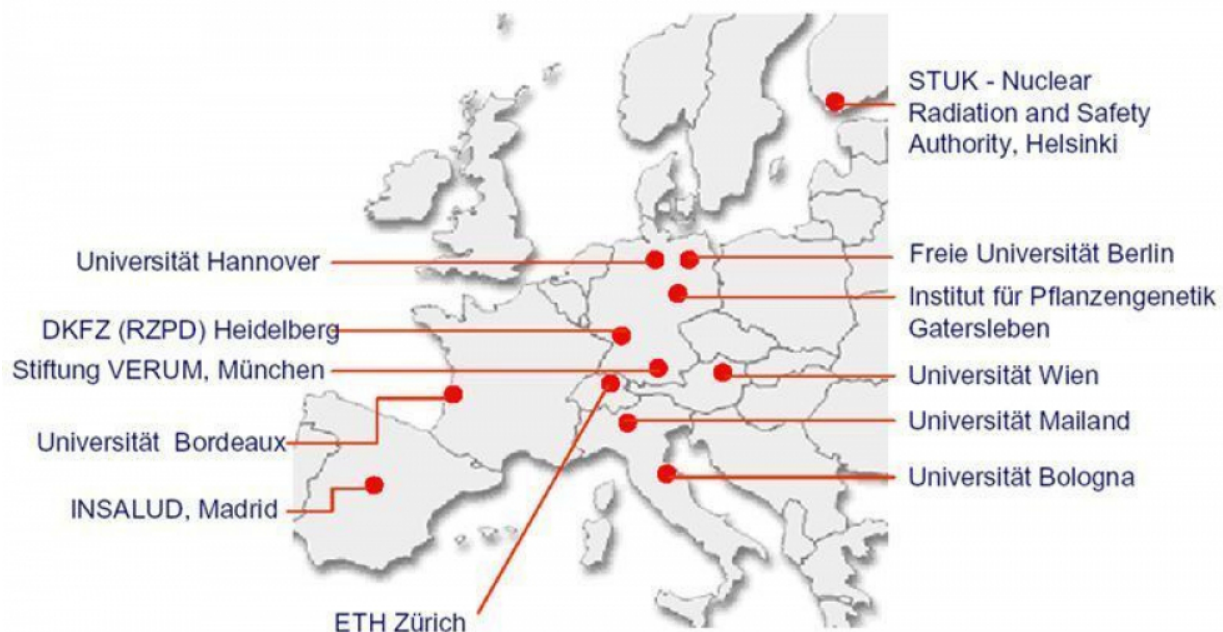 STUK - Nuclear
Radiation and Safety
Authority, Helsinki
Universität Hannover
Freie Universität Berlin
Institut für Pflanzengenetik
Gatersleben
DKFZ (RZPD) Heidelberg
Stiftung VERUM, München
Universität Wien
Universität Mailand
Universität Bordeaux
Universität Bologna
INSALUD, Madrid
ETH Zürich